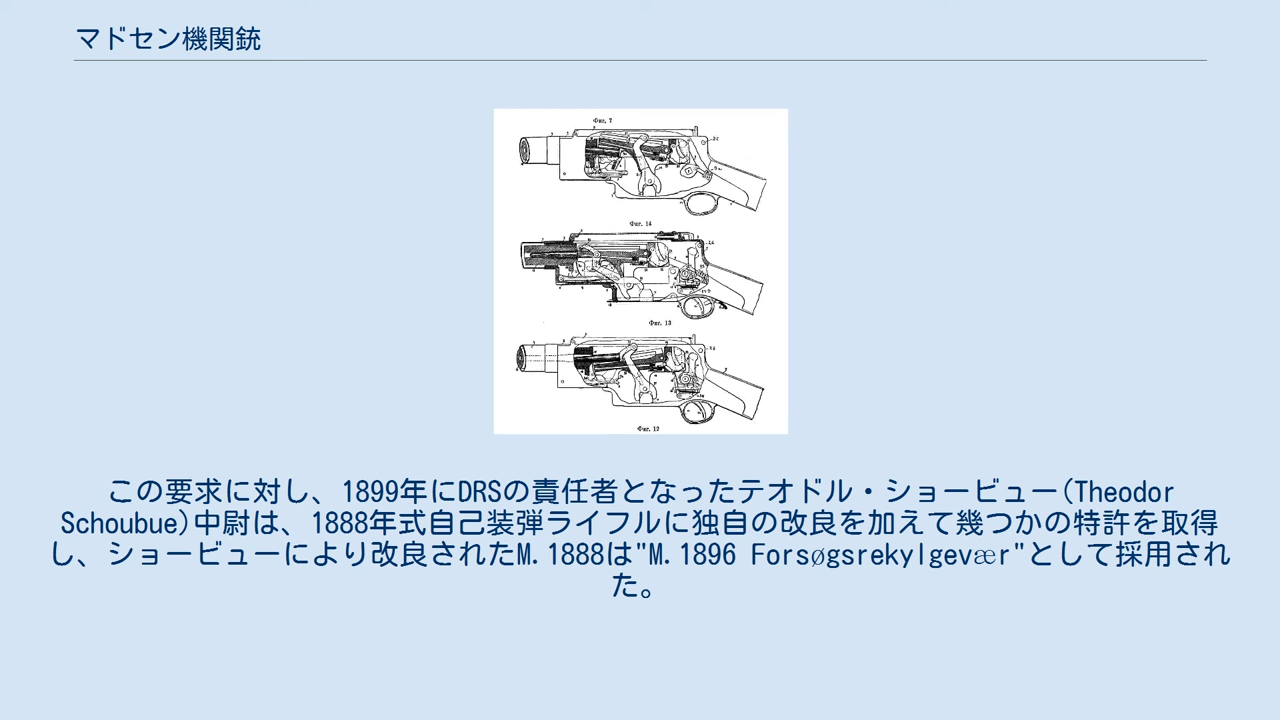 マドセン機関銃
Фиг. 7
Фиг. 14
Фиг. 13
Фиг. 12
この要求に対し、1899年にDRSの責任者となったテオドル・ショービュー(Theodor
Schoubue)中尉は、1888年式自己装弾ライフルに独自の改良を加えて幾つかの特許を取得
し、ショービューにより改良されたM.1888は"M.1896 Forsøgsrekylgevær"として採用され
た。